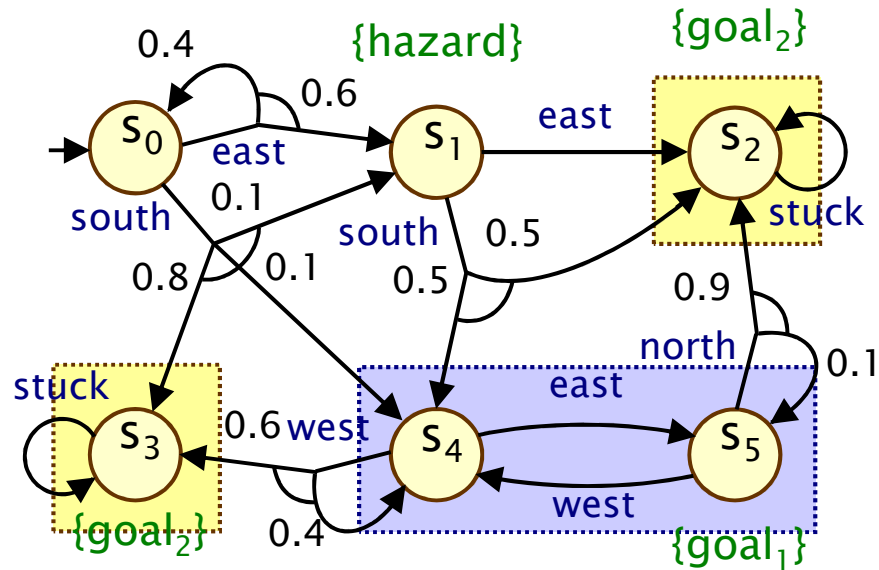 {goal₂}
{hazard}
0.4
0.6
east
s₀
s₁
s₂
east
south
0.1
south
0.5
stuck
0.8
0.1
0.5
0.9
north
0.1
stuck
east
0.6
west
s₃
s₄
s₅
west
0.4
{goal₂}
{goal₁}